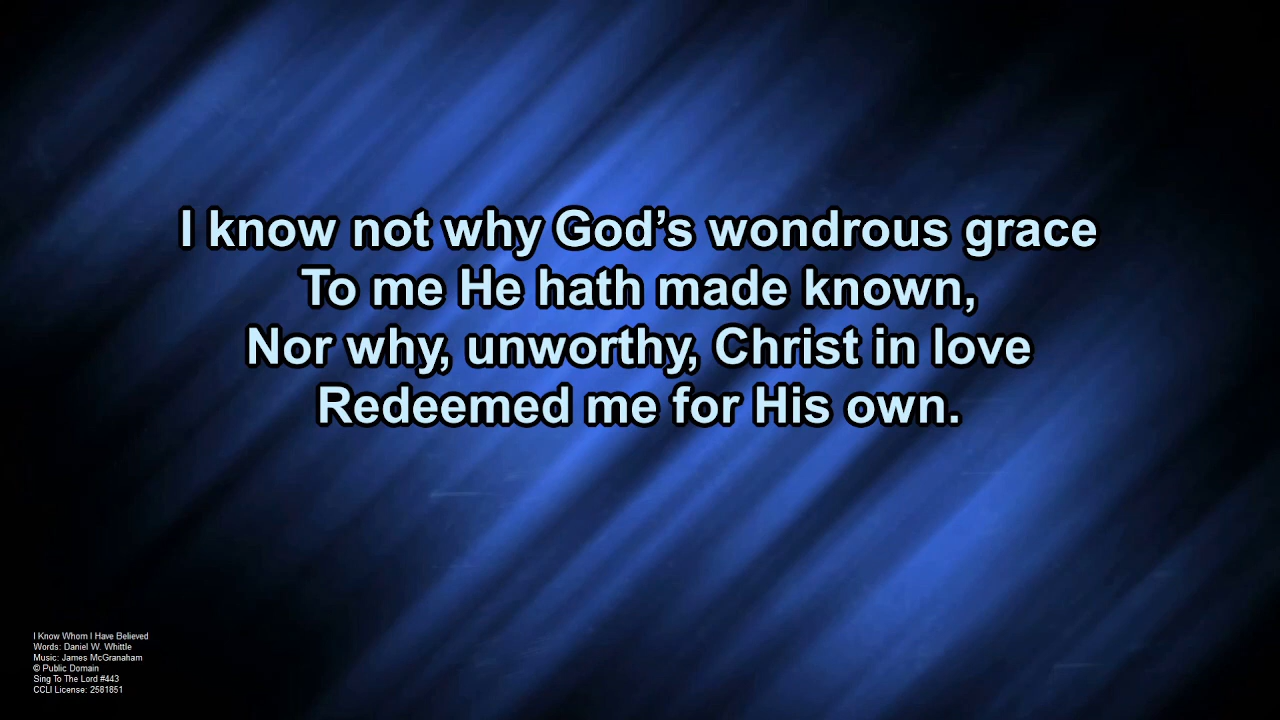 I know not why God’s wondrous grace
To me He hath made known,
Nor why, unworthy, Christ in love
Redeemed me for His own.
I Know Whom I Have Believed
Words: Daniel W. Whittle
Music: James McGranaham
© Public Domain
Sing To The Lord #443
CCLI License: 2581851